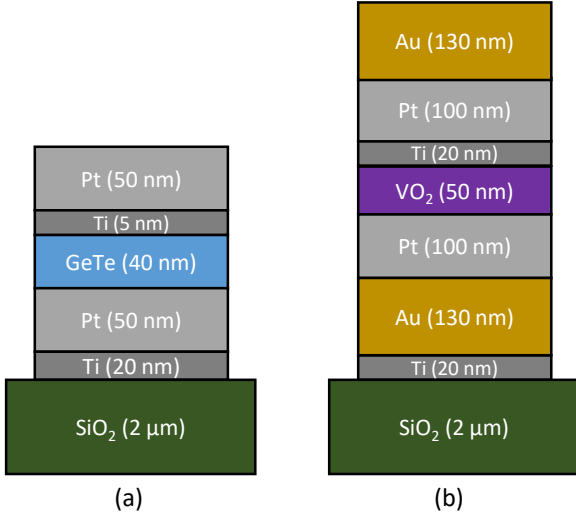 Pt (50 nm)
Ti (5 nm)
GeTe (40 nm)
Pt (50 nm)
Ti (20 nm)
SiO₂ (2 µm)
(a)
Au (130 nm)
Pt (100 nm)
Ti (20 nm)
VO₂ (50 nm)
Pt (100 nm)
Au (130 nm)
Ti (20 nm)
SiO₂ (2 µm)
(b)